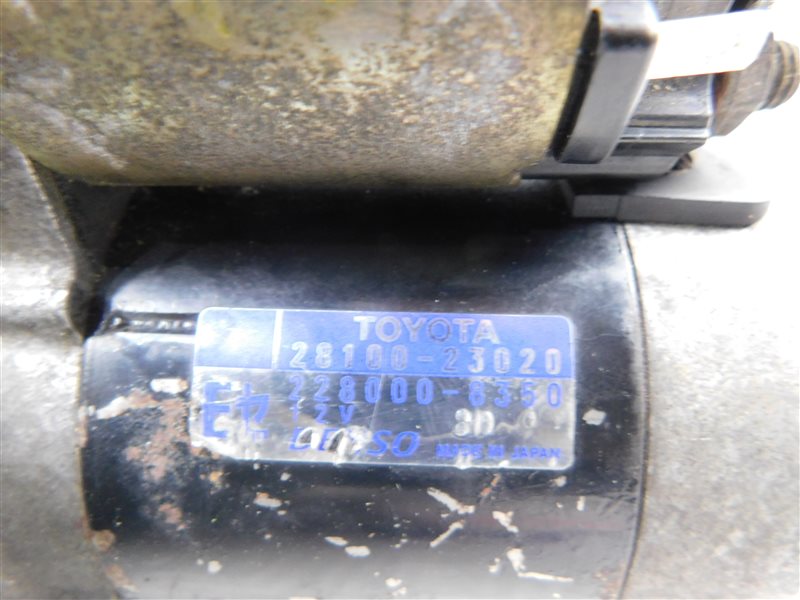 TOYOTA
28100-23020
228000-8350
12V
DENSO MADE IN JAPAN